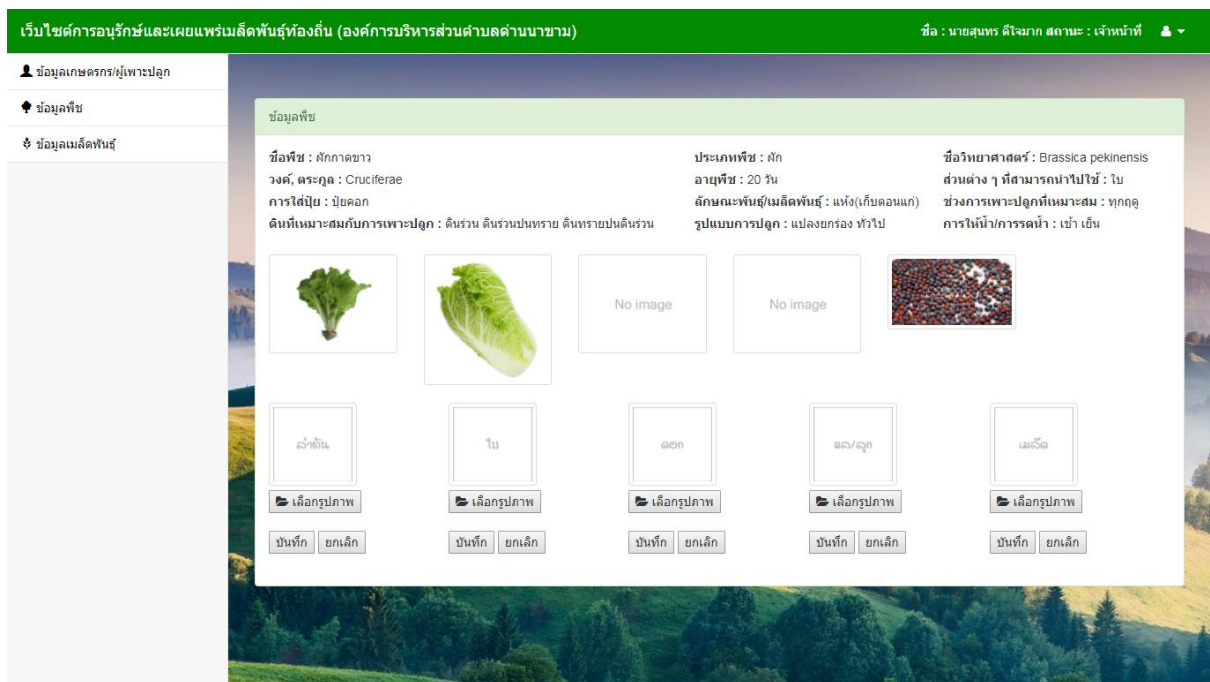 เว็บไซต์การอนุรักษ์และเผยแพร่เมล็ดพันธุ์ท้องถิ่น (องค์การบริหารส่วนตำบลด่านนาขาม)
ชื่อ : นายสุนทร ดีใจมาก สถานะ : เจ้าหน้าที่
ข้อมูลเกษตรกร/ผู้เพาะปลูก
ข้อมูลพืช
ข้อมูลเมล็ดพันธุ์
ข้อมูลพืช
ชื่อพืช : ผักกาดขาว ประเภทพืช : ผัก ชื่อวิทยาศาสตร์ : Brassica pekinensis
วงค์, ตระกูล : Cruciferae อายุพืช : 20 วัน ส่วนต่าง ๆ ที่สามารถนำไปใช้ : ใบ
การใส่ปุ๋ย : ปุ๋ยคอก ลักษณะพันธุ์/เมล็ดพันธุ์ : แห้ง(เก็บตอนแก่) ช่วงการเพาะปลูกที่เหมาะสม : ทุกฤดู
ดินที่เหมาะสมกับการเพาะปลูก : ดินร่วน ดินร่วนปนทราย ดินทรายปนดินร่วน รูปแบบการปลูก : แปลงยกร่อง ทั่วไป การให้น้ำ/การรดน้ำ : เช้า เย็น
No image No image
ลำต้น ใบ ดอก ผล/ลูก เมล็ด
เลือกรูปภาพ เลือกรูปภาพ เลือกรูปภาพ เลือกรูปภาพ เลือกรูปภาพ
บันทึก ยกเลิก บันทึก ยกเลิก บันทึก ยกเลิก บันทึก ยกเลิก บันทึก ยกเลิก